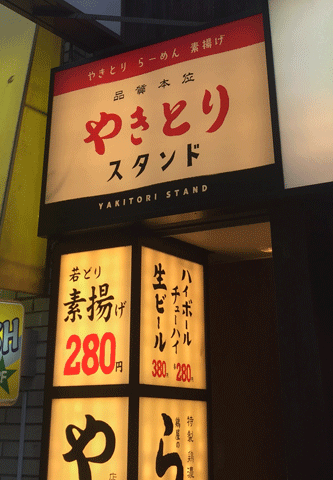 やきとり らーめん 素揚げ
品質本位
やきとり
スタンド
YAKITORI STAND
若どり
素揚げ
280円
ハイボール
チューハイ
280円
生ビール
380円
や
店
特製鶏濃
ら